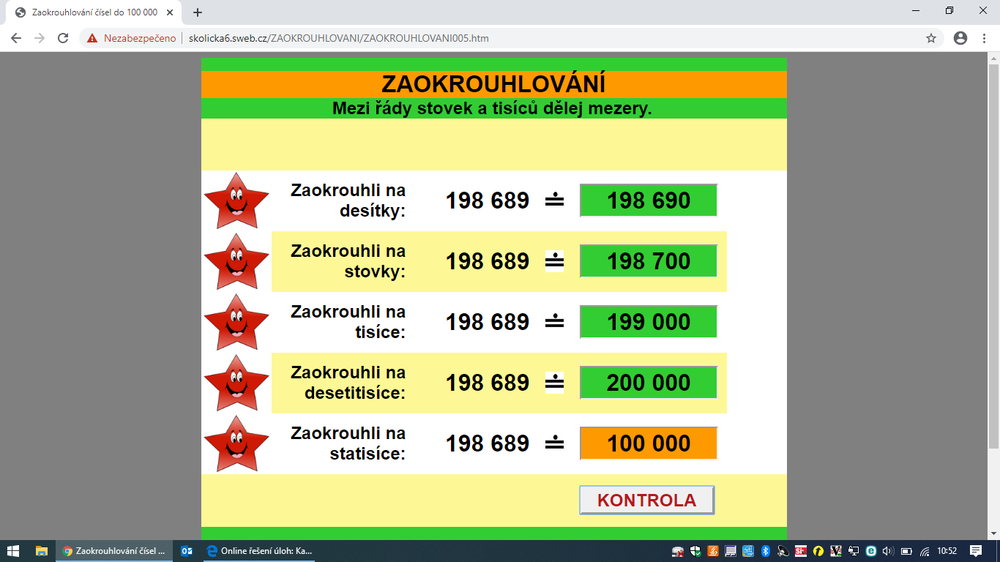 Zaokrouhlování čísel do 100 000
Nezabezpečeno
skolicka6.sweb.cz/ZAOKROUHLOVANI/ZAOKROUHLOVANI005.htm
ZAOKROUHLOVÁNÍ
Mezi řády stovek a tisíců dělej mezery.
Zaokrouhli na
desítky:
198 689 ≐ 198 690
Zaokrouhli na
stovky:
198 689 ≐ 198 700
Zaokrouhli na
tisíce:
198 689 ≐ 199 000
Zaokrouhli na
desetitisíce:
198 689 ≐ 200 000
Zaokrouhli na
statisíce:
198 689 ≐ 100 000
KONTROLA
Zaokrouhlování čísel ...
Online řešení úloh: Ka...
10:52